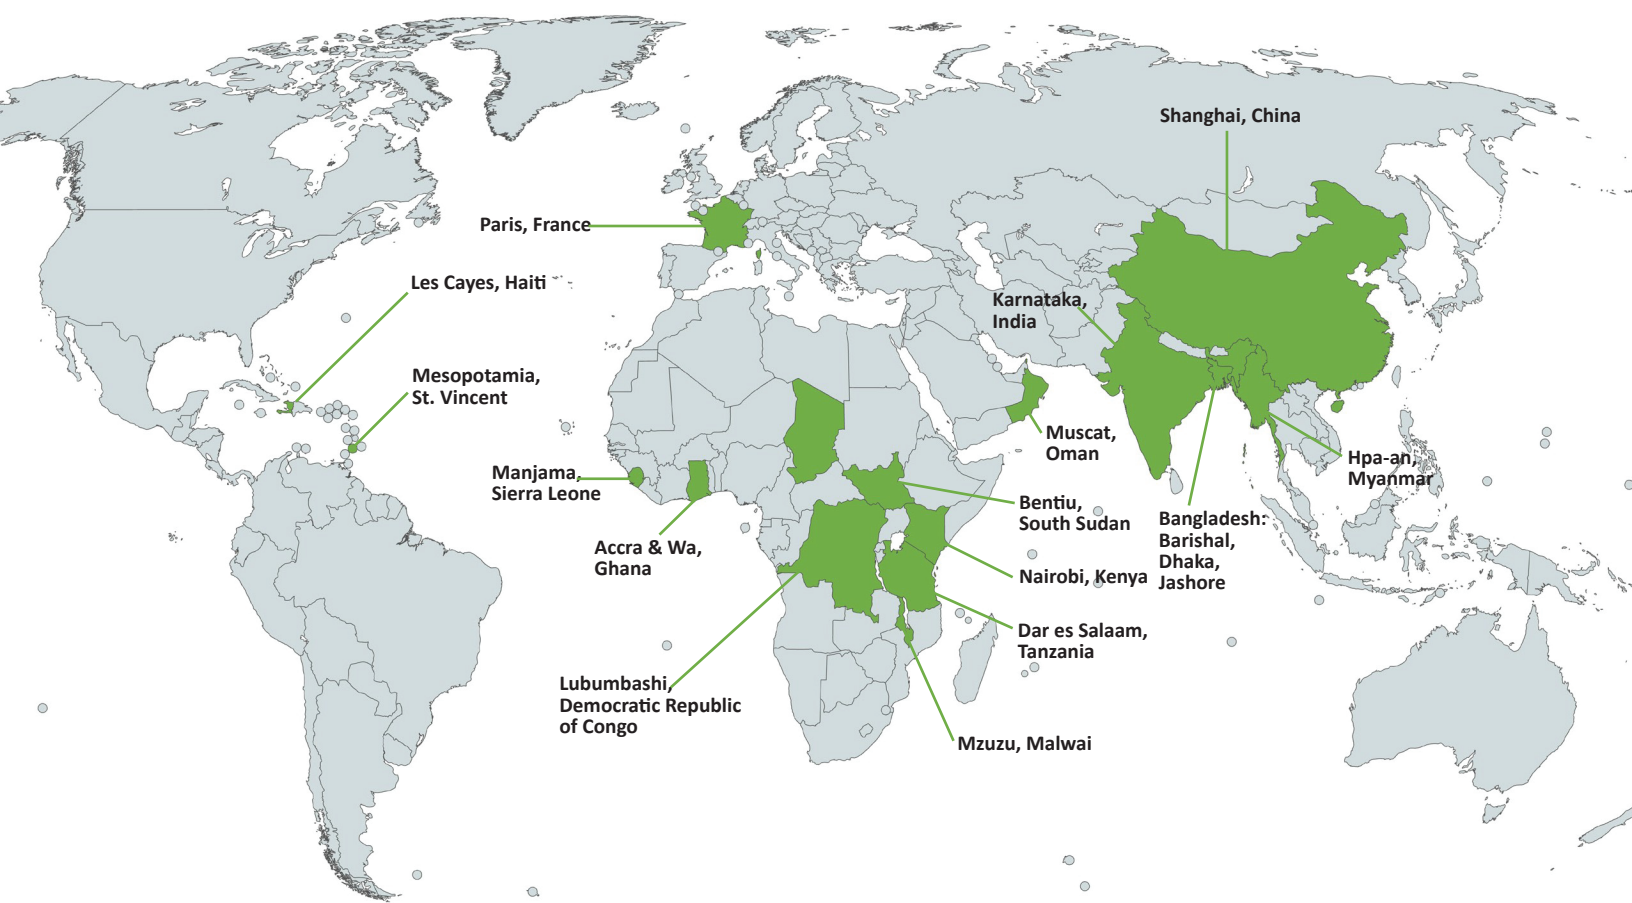 Shanghai, China
Paris, France
Les Cayes, Haiti
Karnataka,
India
Mesopotamia,
St. Vincent
Muscat,
Oman
Hpa-an,
Myanmar
Manjama,
Sierra Leone
Bentiu,
South Sudan
Bangladesh:
Barishal,
Dhaka,
Jashore
Accra & Wa,
Ghana
Nairobi, Kenya
Dar es Salaam,
Tanzania
Lubumbashi,
Democratic Republic
of Congo
Mzuzu, Malwai